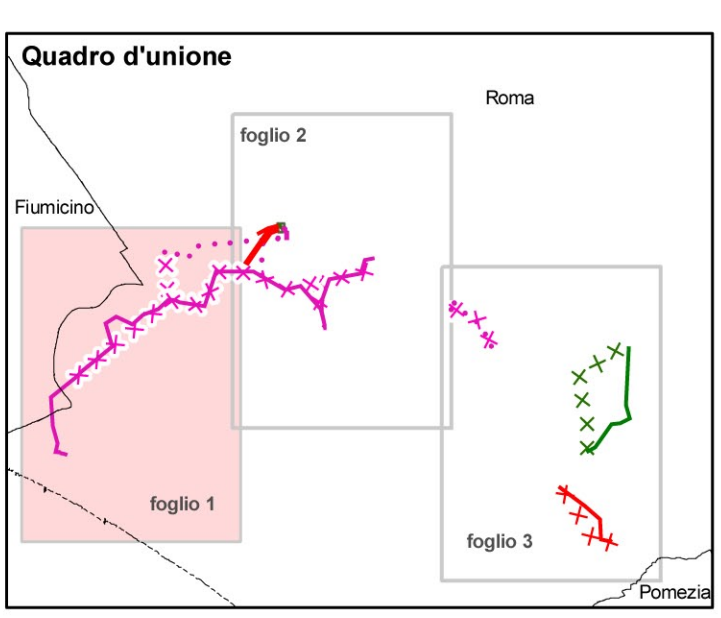 Quadro d'unione
Roma
foglio 2
Fiumicino
foglio 1
foglio 3
Pomezia